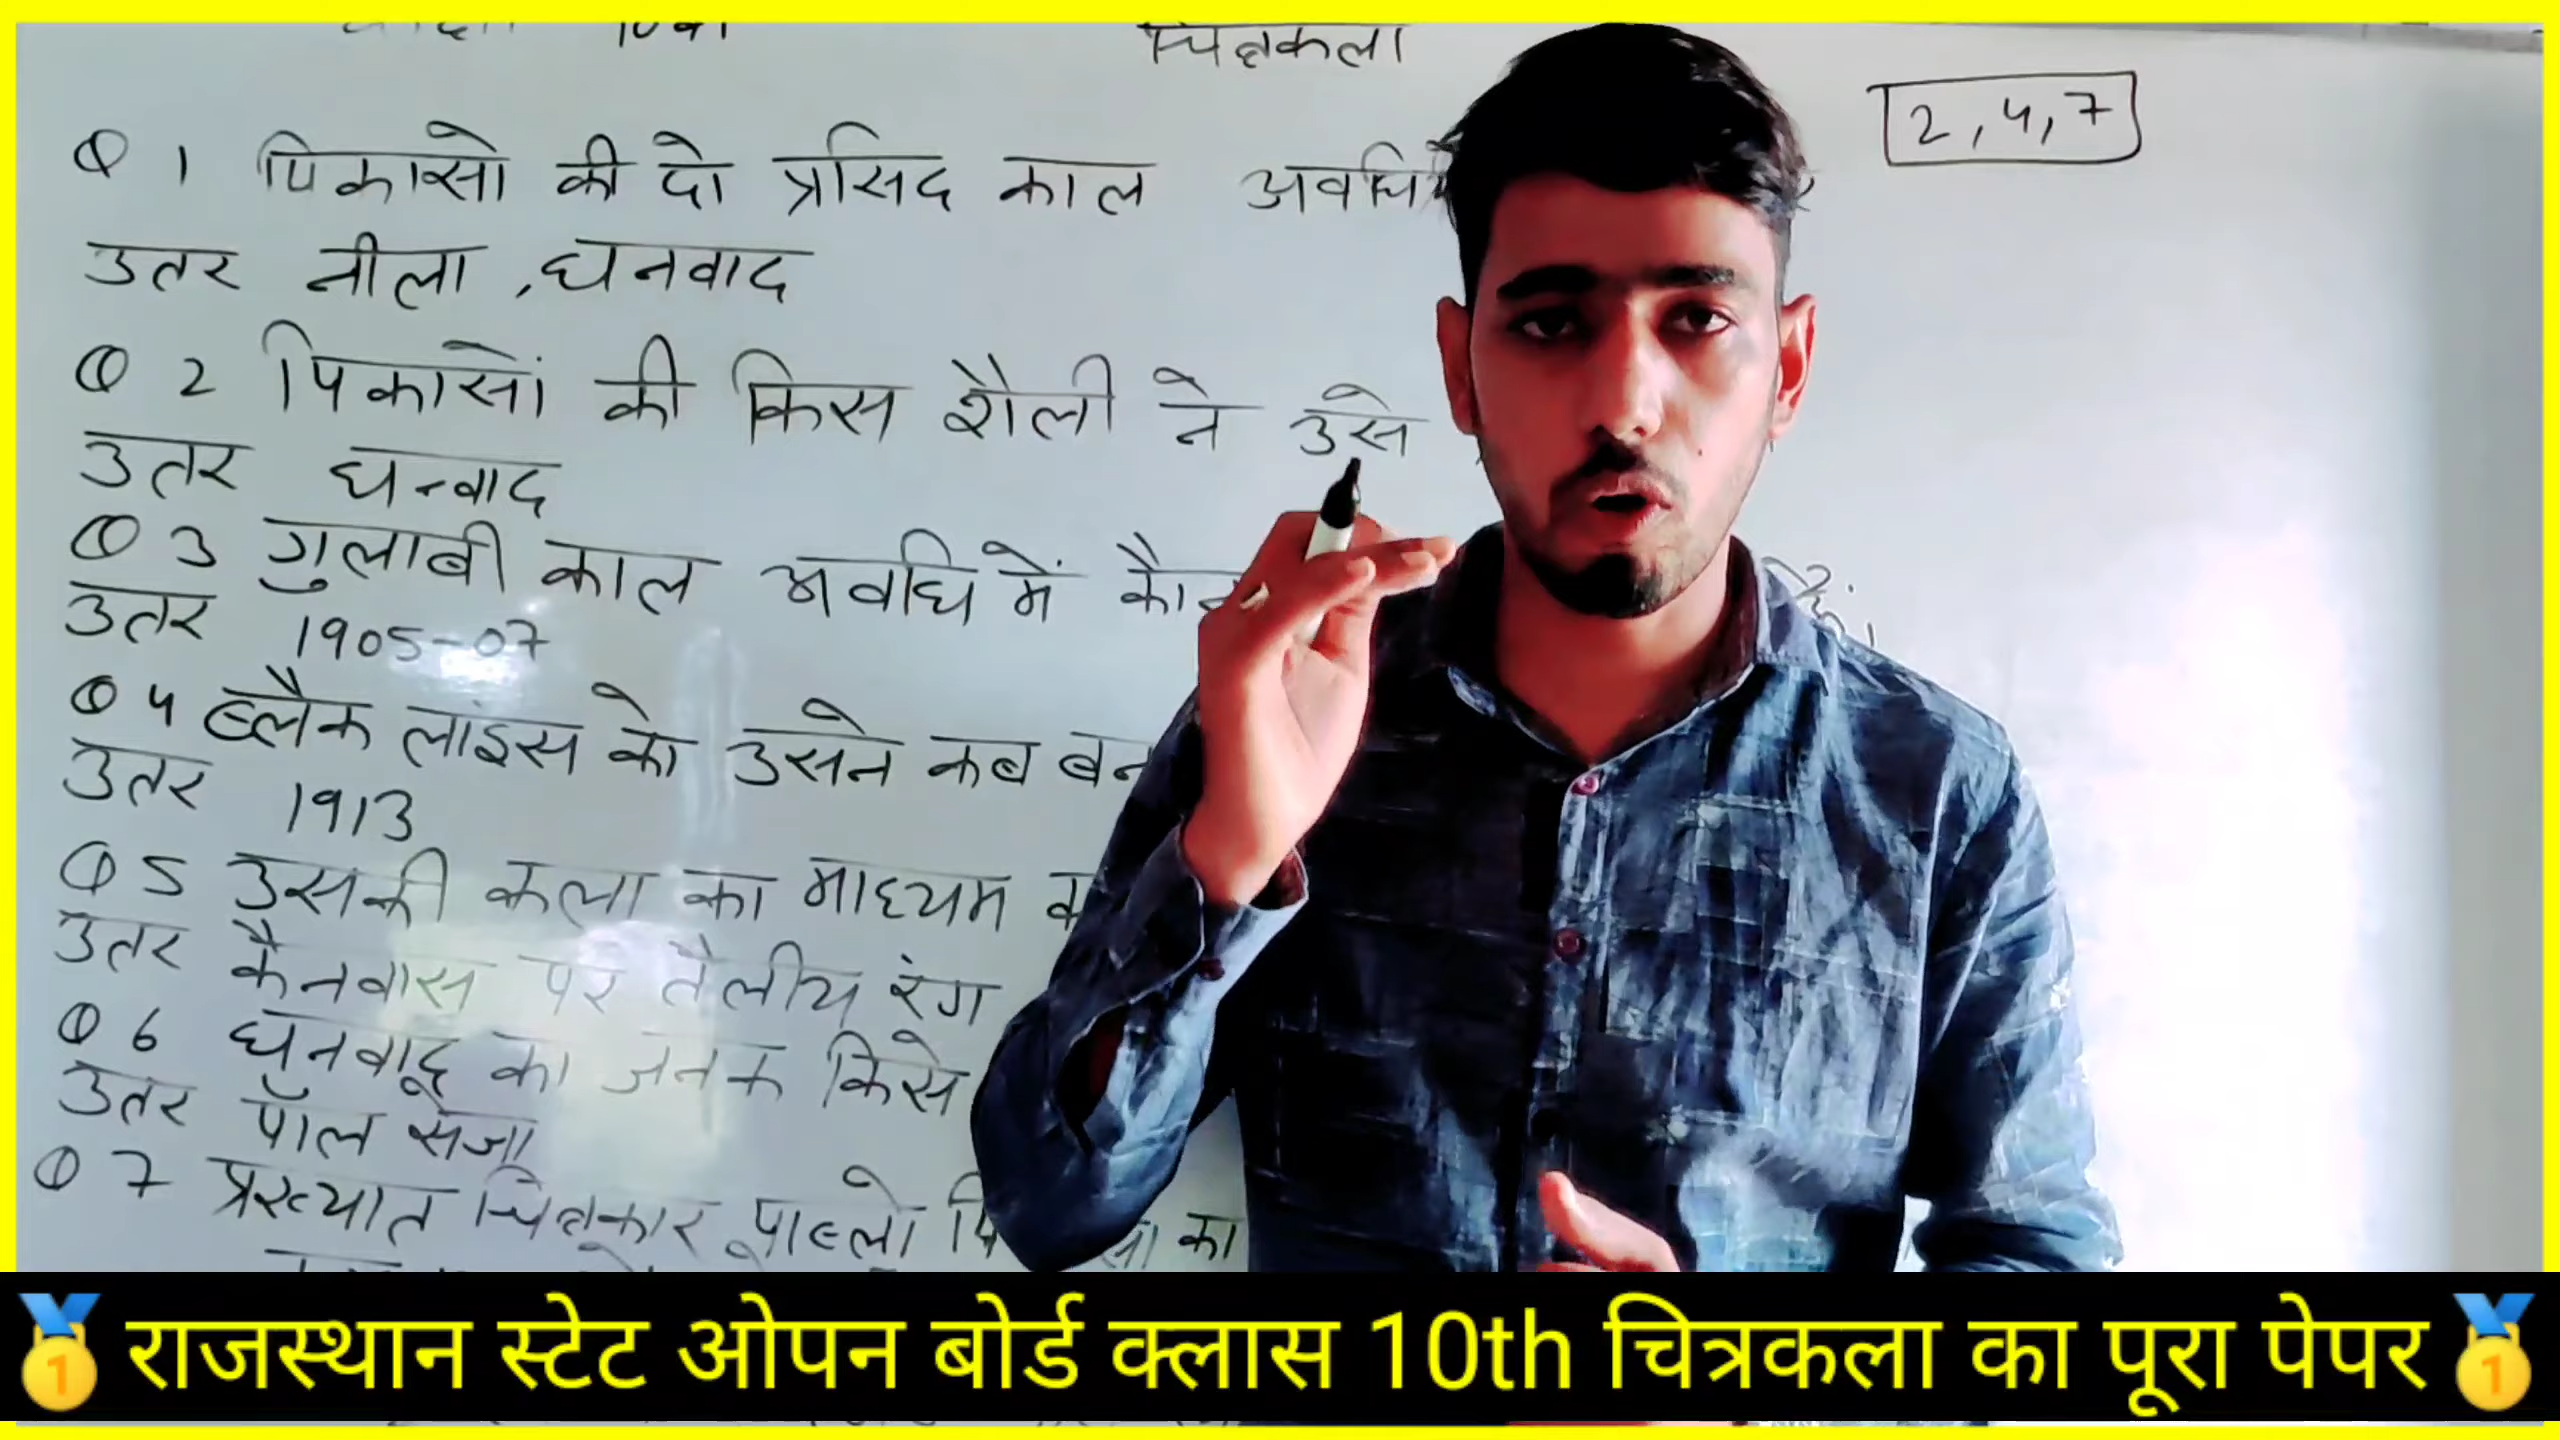 चित्रकला
2, 4, 7
Q 1 पिकासो की दो प्रसिद काल
उतर नीला, घनवाद
Q 2 पिकासों की किस शैली ने उसे
उतर घनवाद
Q 3 गुलाबी काल अवधि में
उतर 1905-07
Q 4 ब्लैक लांइस को उसने कब
उतर 1913
Q 5 उसकी कला का माध्यम
उतर कैनवास पर तैलीय रंग
Q 6 घनवाद का जनक किसे
उतर पॉल सेजा
Q 7 प्रख्यात चित्रकार पाब्लो का
राजस्थान स्टेट ओपन बोर्ड क्लास 10th चित्रकला का पूरा पेपर